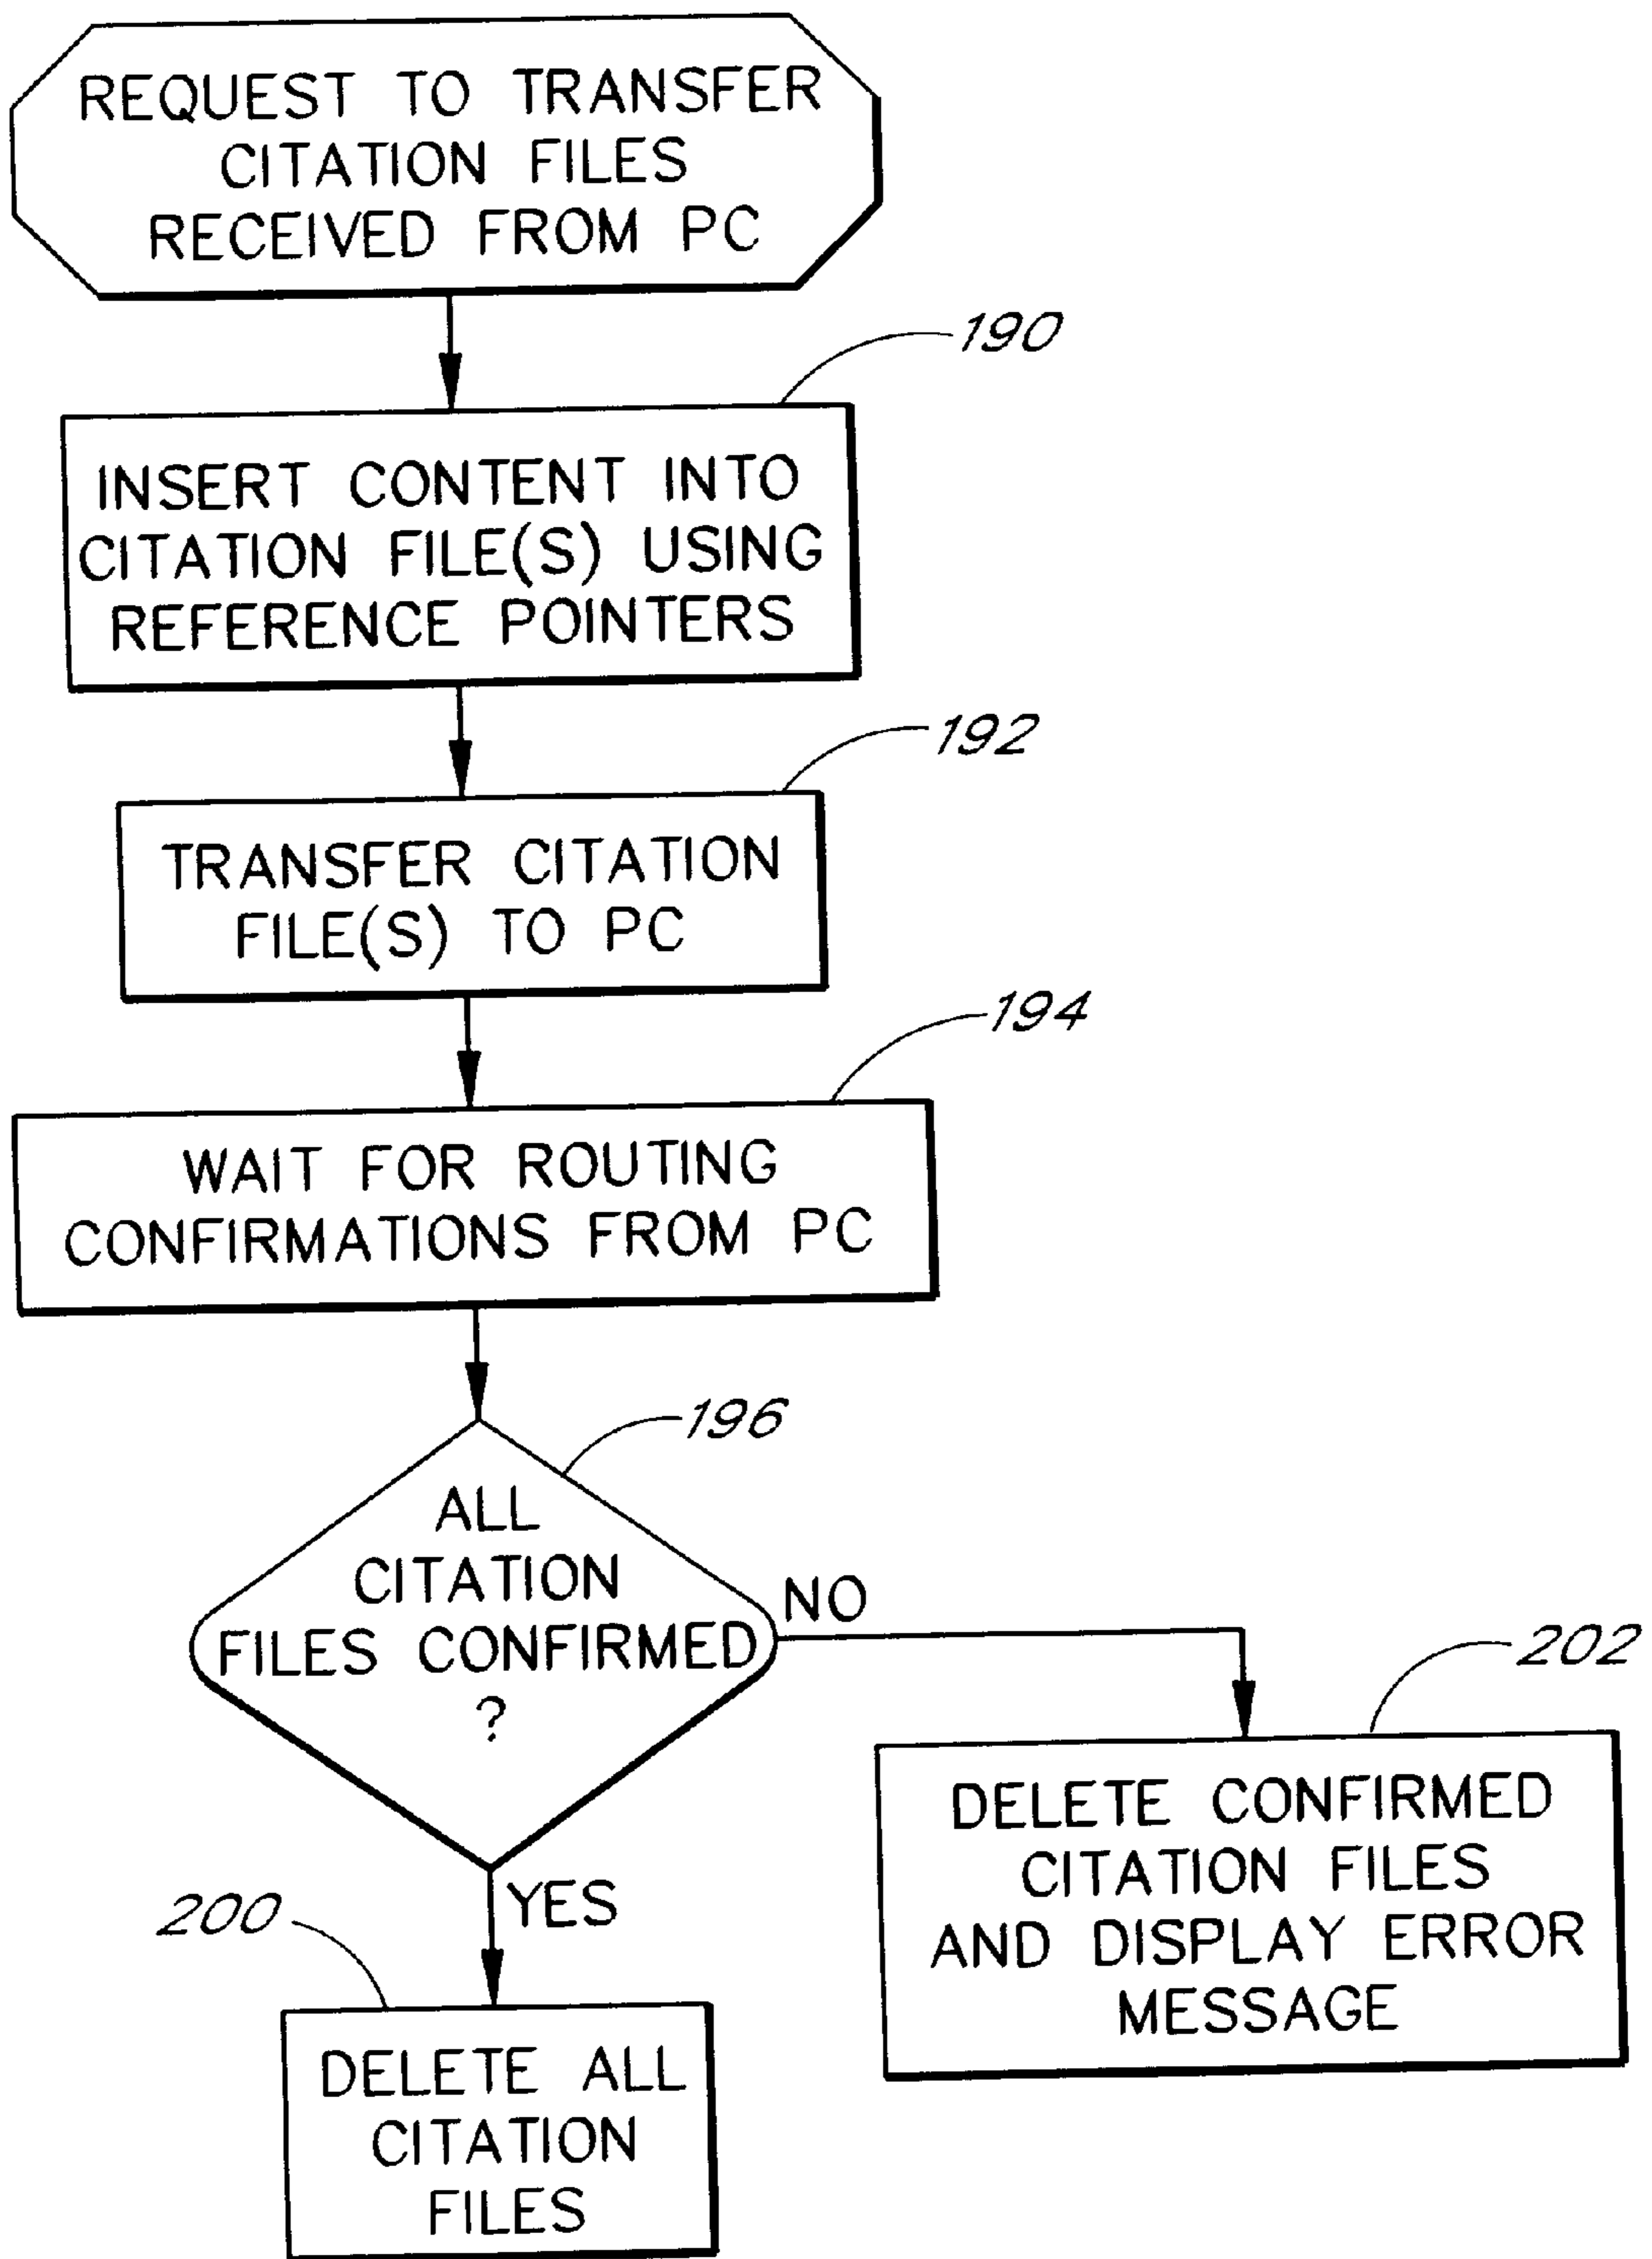 REQUEST TO TRANSFER
CITATION FILES
RECEIVED FROM PC
190
INSERT CONTENT INTO
CITATION FILE(S) USING
REFERENCE POINTERS
192
TRANSFER CITATION
FILE(S) TO PC
194
WAIT FOR ROUTING
CONFIRMATIONS FROM PC
196
ALL
CITATION
FILES CONFIRMED
?
NO
202
DELETE CONFIRMED
CITATION FILES
AND DISPLAY ERROR
MESSAGE
YES
200
DELETE ALL
CITATION
FILES